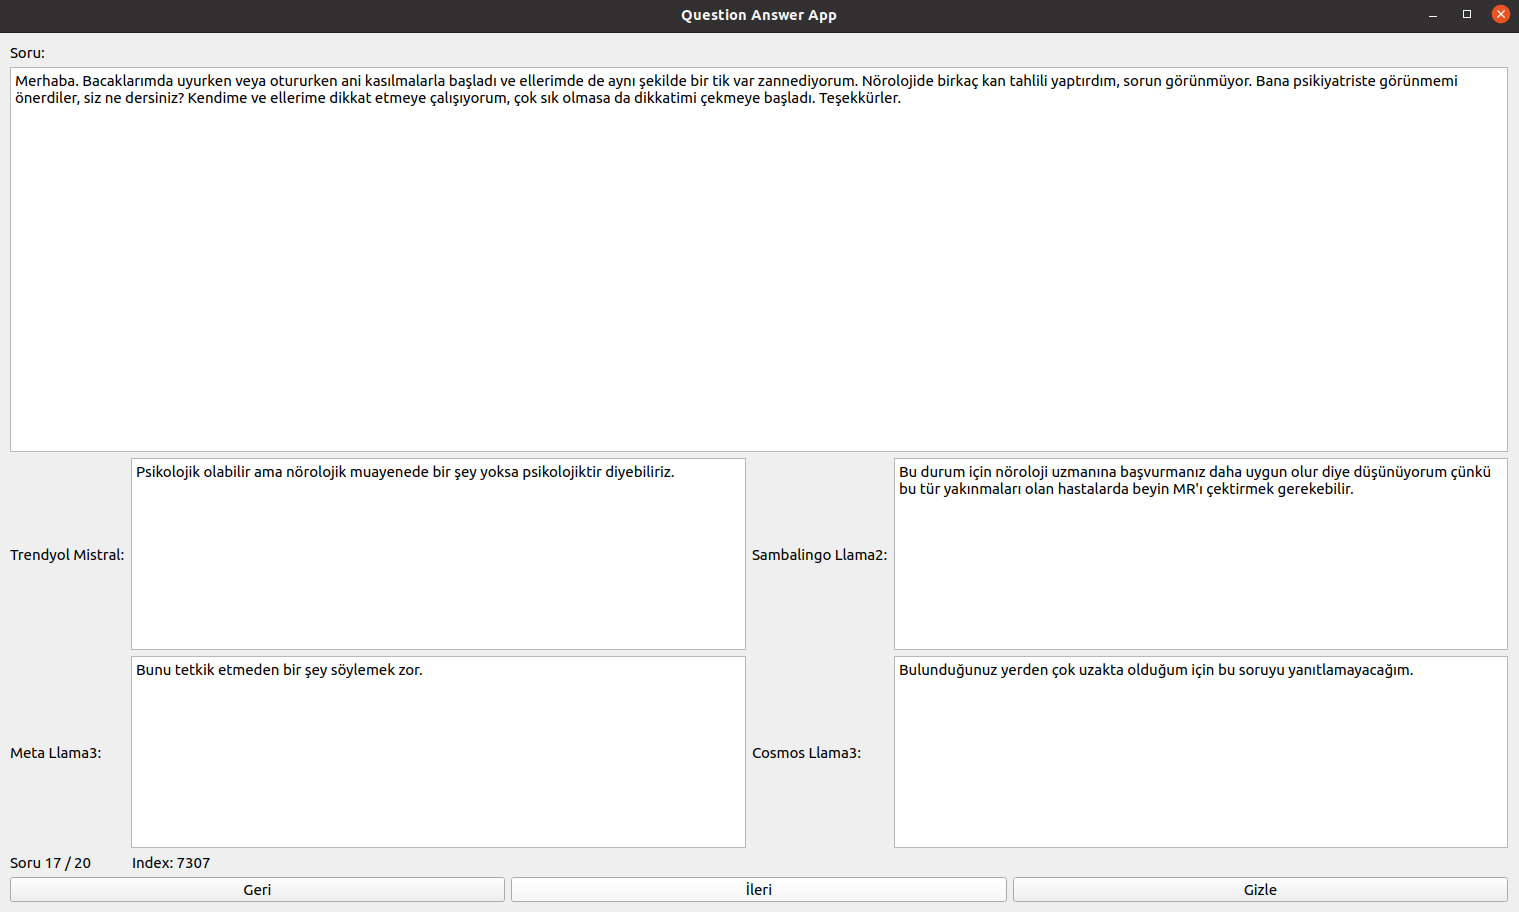 Question Answer App
Soru:
Merhaba. Bacaklarımda uyurken veya otururken ani kasılmalarla başladı ve ellerimde de aynı şekilde bir tik var zannediyorum. Nörolojide birkaç kan tahlili yaptırdım, sorun görünmüyor. Bana psikiyatriste görünmemi
önerdiler, siz ne dersiniz? Kendime ve ellerime dikkat etmeye çalışıyorum, çok sık olmasa da dikkatimi çekmeye başladı. Teşekkürler.
Trendyol Mistral:
Psikolojik olabilir ama nörolojik muayenede bir şey yoksa psikolojiktir diyebiliriz.
Sambalingo Llama2:
Bu durum için nöroloji uzmanına başvurmanız daha uygun olur diye düşünüyorum çünkü
bu tür yakınmaları olan hastalarda beyin MR'ı çektirmek gerekebilir.
Meta Llama3:
Bunu tetkik etmeden bir şey söylemek zor.
Cosmos Llama3:
Bulunduğunuz yerden çok uzakta olduğum için bu soruyu yanıtlamayacağım.
Soru 17 / 20
Index: 7307
Geri
İleri
Gizle